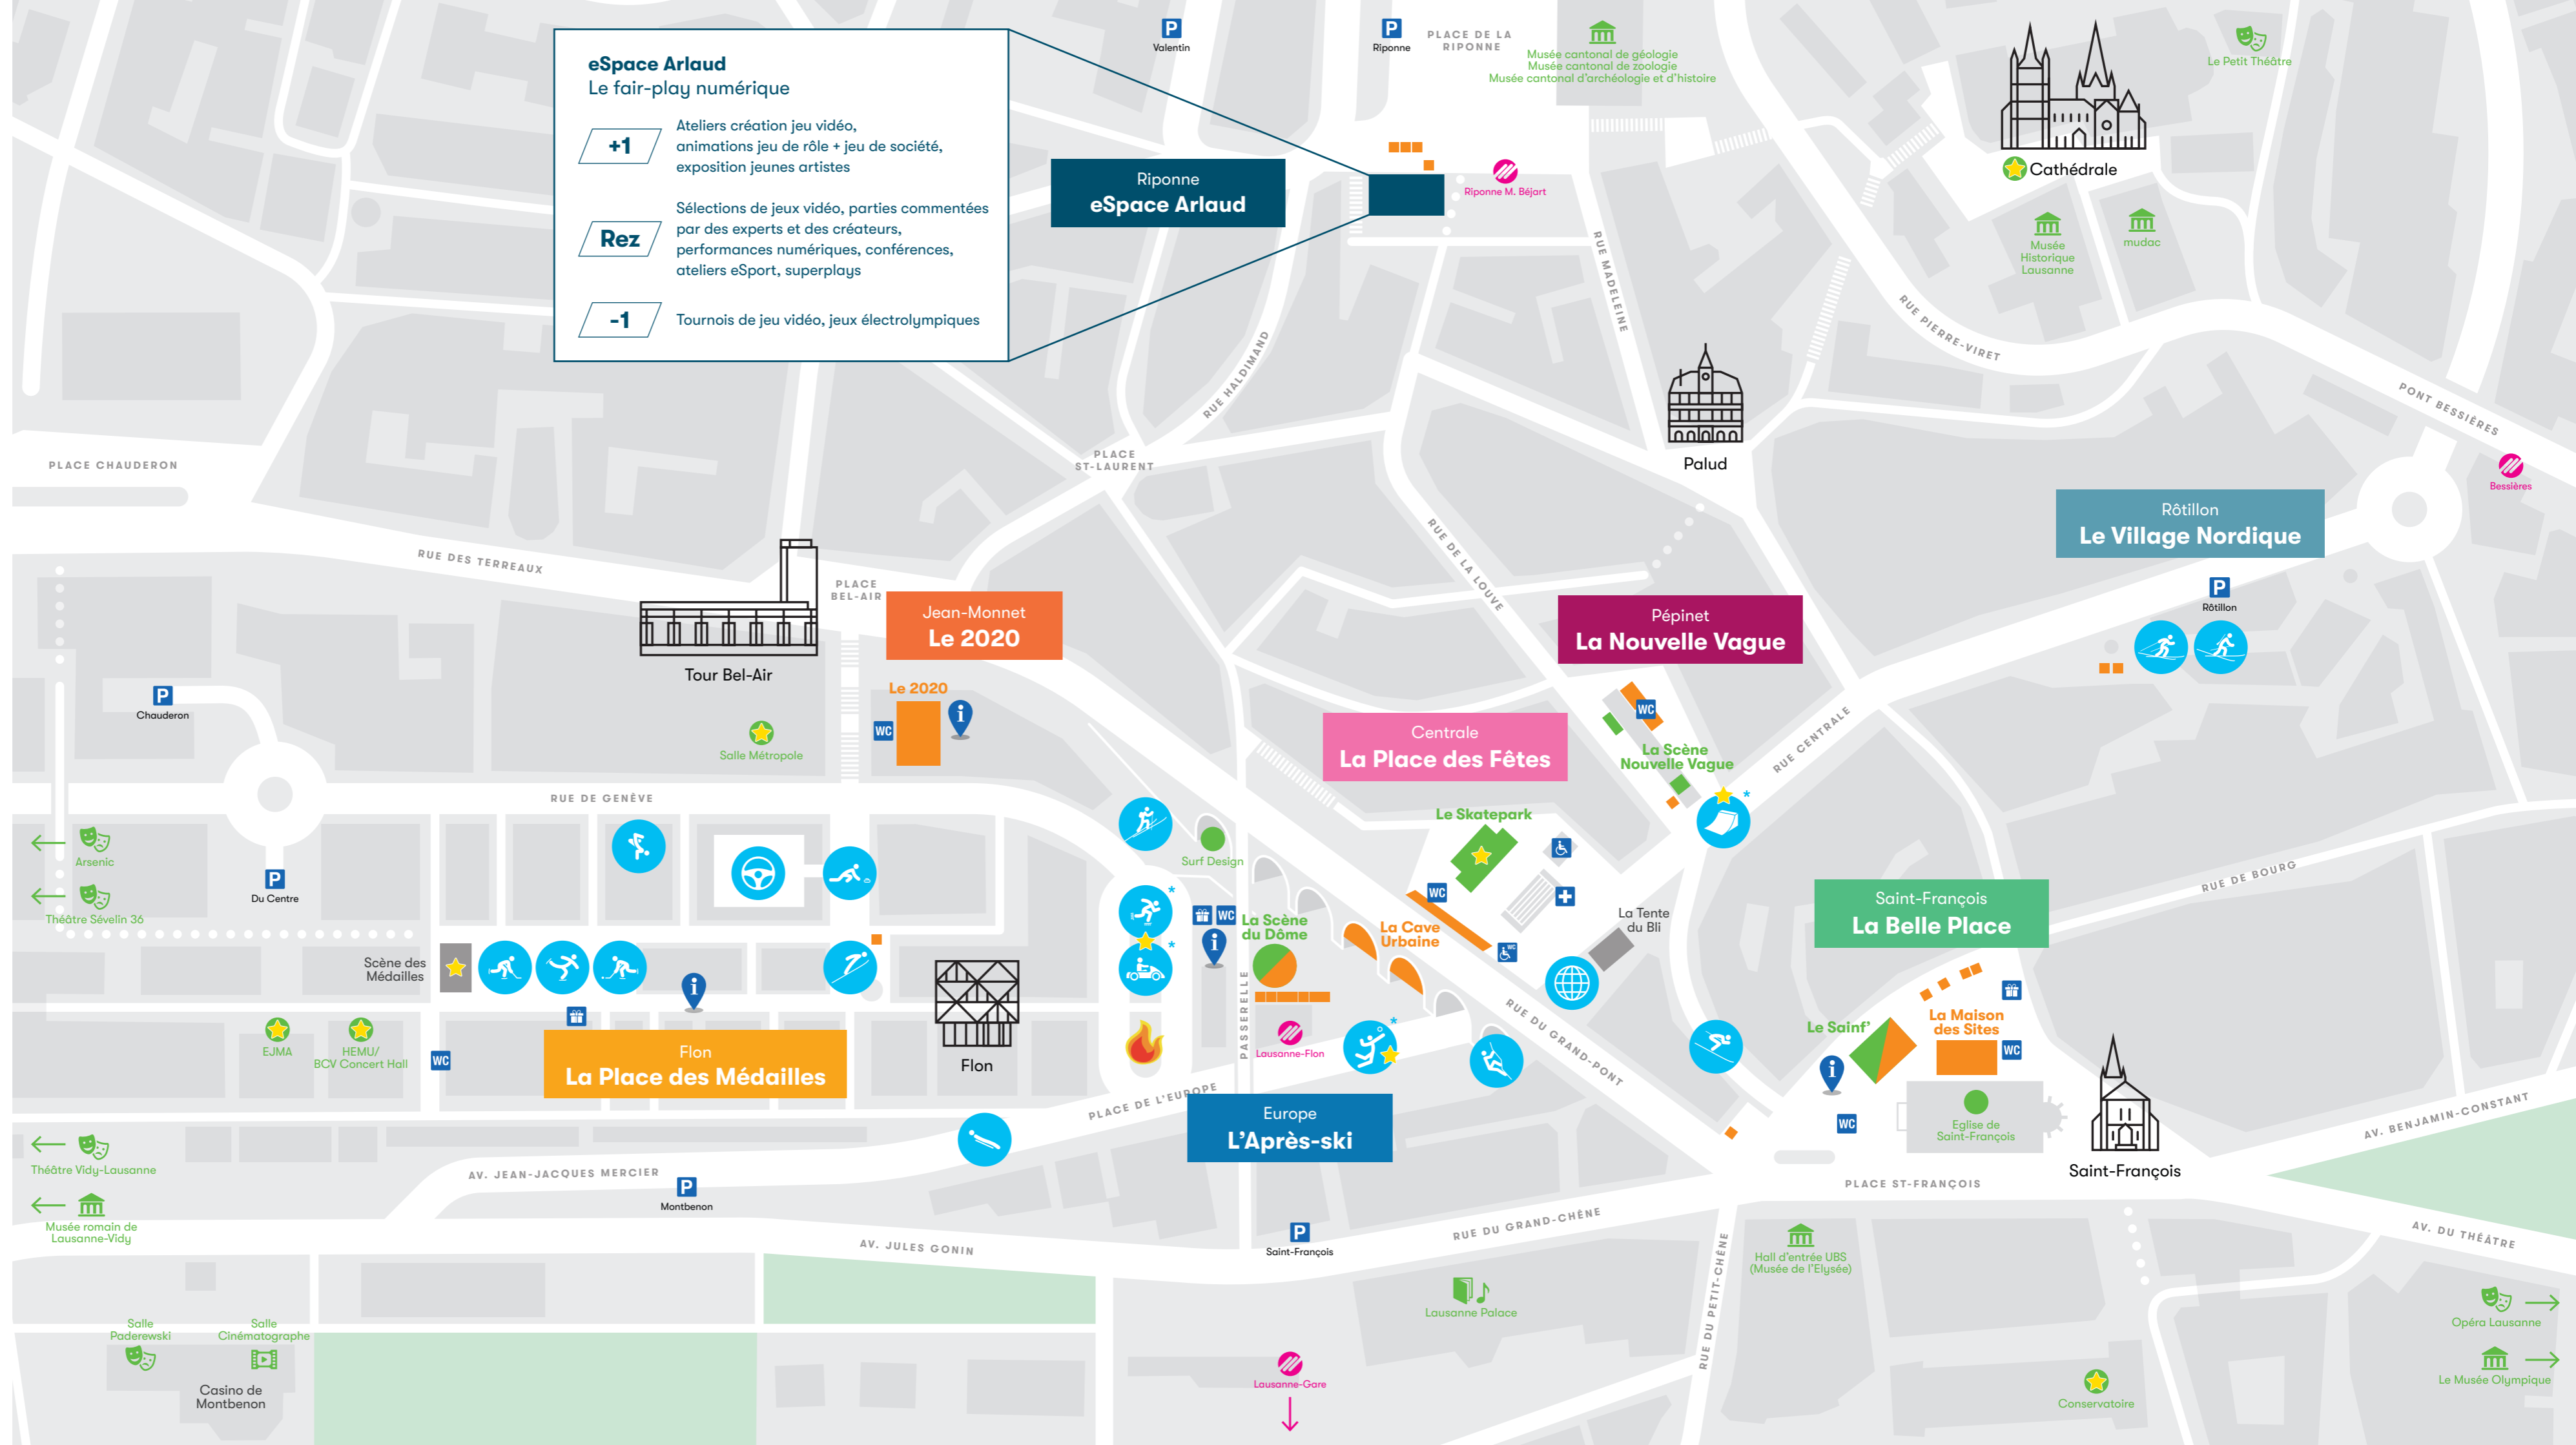 eSpace Arlaud
Le fair-play numérique
+1
Ateliers création jeu vidéo,
animations jeu de rôle + jeu de société,
exposition jeunes artistes
Rez
Sélections de jeux vidéo, parties commentées
par des experts et des créateurs,
performances numériques, conférences,
ateliers eSport, superplays
-1
Tournois de jeu vidéo, jeux électrolympiques
P
Valentin
P
Riponne
PLACE DE LA
RIPONNE
Musée cantonal de géologie
Musée cantonal de zoologie
Musée cantonal d'archéologie et d'histoire
Le Petit Théâtre
Cathédrale
Riponne
eSpace Arlaud
Riponne M. Béjart
Musée
Historique
Lausanne
mudac
RUE MADELEINE
RUE PIERRE-VIRET
RUE HALDIMAND
PONT BESSIÈRES
Bessières
Palud
PLACE CHAUDERON
PLACE
ST-LAURENT
RUE DES TERREAUX
PLACE
BEL-AIR
Tour Bel-Air
Jean-Monnet
Le 2020
Le 2020
WC
i
RUE DE LA LOUVE
Rôtillon
Le Village Nordique
P
Rôtillon
Pépinet
La Nouvelle Vague
WC
La Scène
Nouvelle Vague
*
RUE CENTRALE
Centrale
La Place des Fêtes
Le Skatepark
WC
WC
La Tente
du Bli
La Cave
Urbaine
P
Chauderon
Salle Métropole
RUE DE GENÈVE
Arsenic
Théâtre Sévelin 36
P
Du Centre
Surf Design
*
*
WC
i
La Scène
du Dôme
PASSERELLE
Lausanne-Flon
*
RUE DU GRAND-PONT
Scène des
Médailles
i
EJMA
HEMU/
BCV Concert Hall
WC
Flon
La Place des Médailles
Flon
PLACE DE L'EUROPE
Europe
L'Après-ski
RUE DE BOURG
Saint-François
La Belle Place
Le Sainf'
La Maison
des Sites
WC
i
WC
Eglise de
Saint-François
Saint-François
AV. BENJAMIN-CONSTANT
PLACE ST-FRANÇOIS
AV. DU THÉÂTRE
Théâtre Vidy-Lausanne
Musée romain de
Lausanne-Vidy
AV. JEAN-JACQUES MERCIER
P
Montbenon
AV. JULES GONIN
P
Saint-François
RUE DU GRAND-CHÊNE
RUE DU PETIT-CHÊNE
Hall d'entrée UBS
(Musée de l'Elysée)
Lausanne Palace
Salle
Paderewski
Salle
Cinématographe
Casino de
Montbenon
Lausanne-Gare
Conservatoire
Opéra Lausanne
Le Musée Olympique